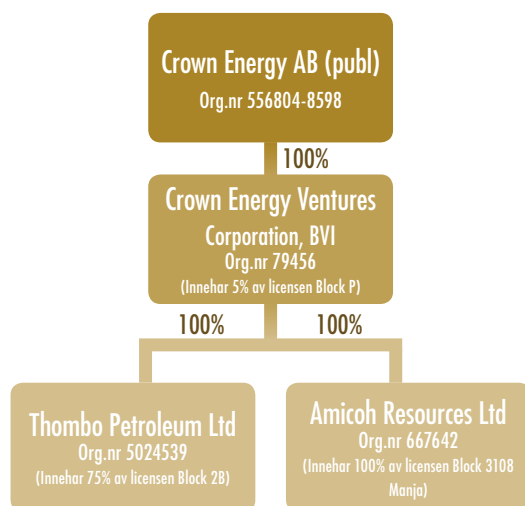 Crown Energy AB (publ)
Org.nr 556804-8598
100%
Crown Energy Ventures
Corporation, BVI
Org.nr 79456
(Innehar 5% av licensen Block P)
100%
100%
Thombo Petroleum Ltd
Org.nr 5024539
(Innehar 75% av licensen Block 2B)
Amicoh Resources Ltd
Org.nr 667642
(Innehar 100% av licensen Block 3108
Manja)